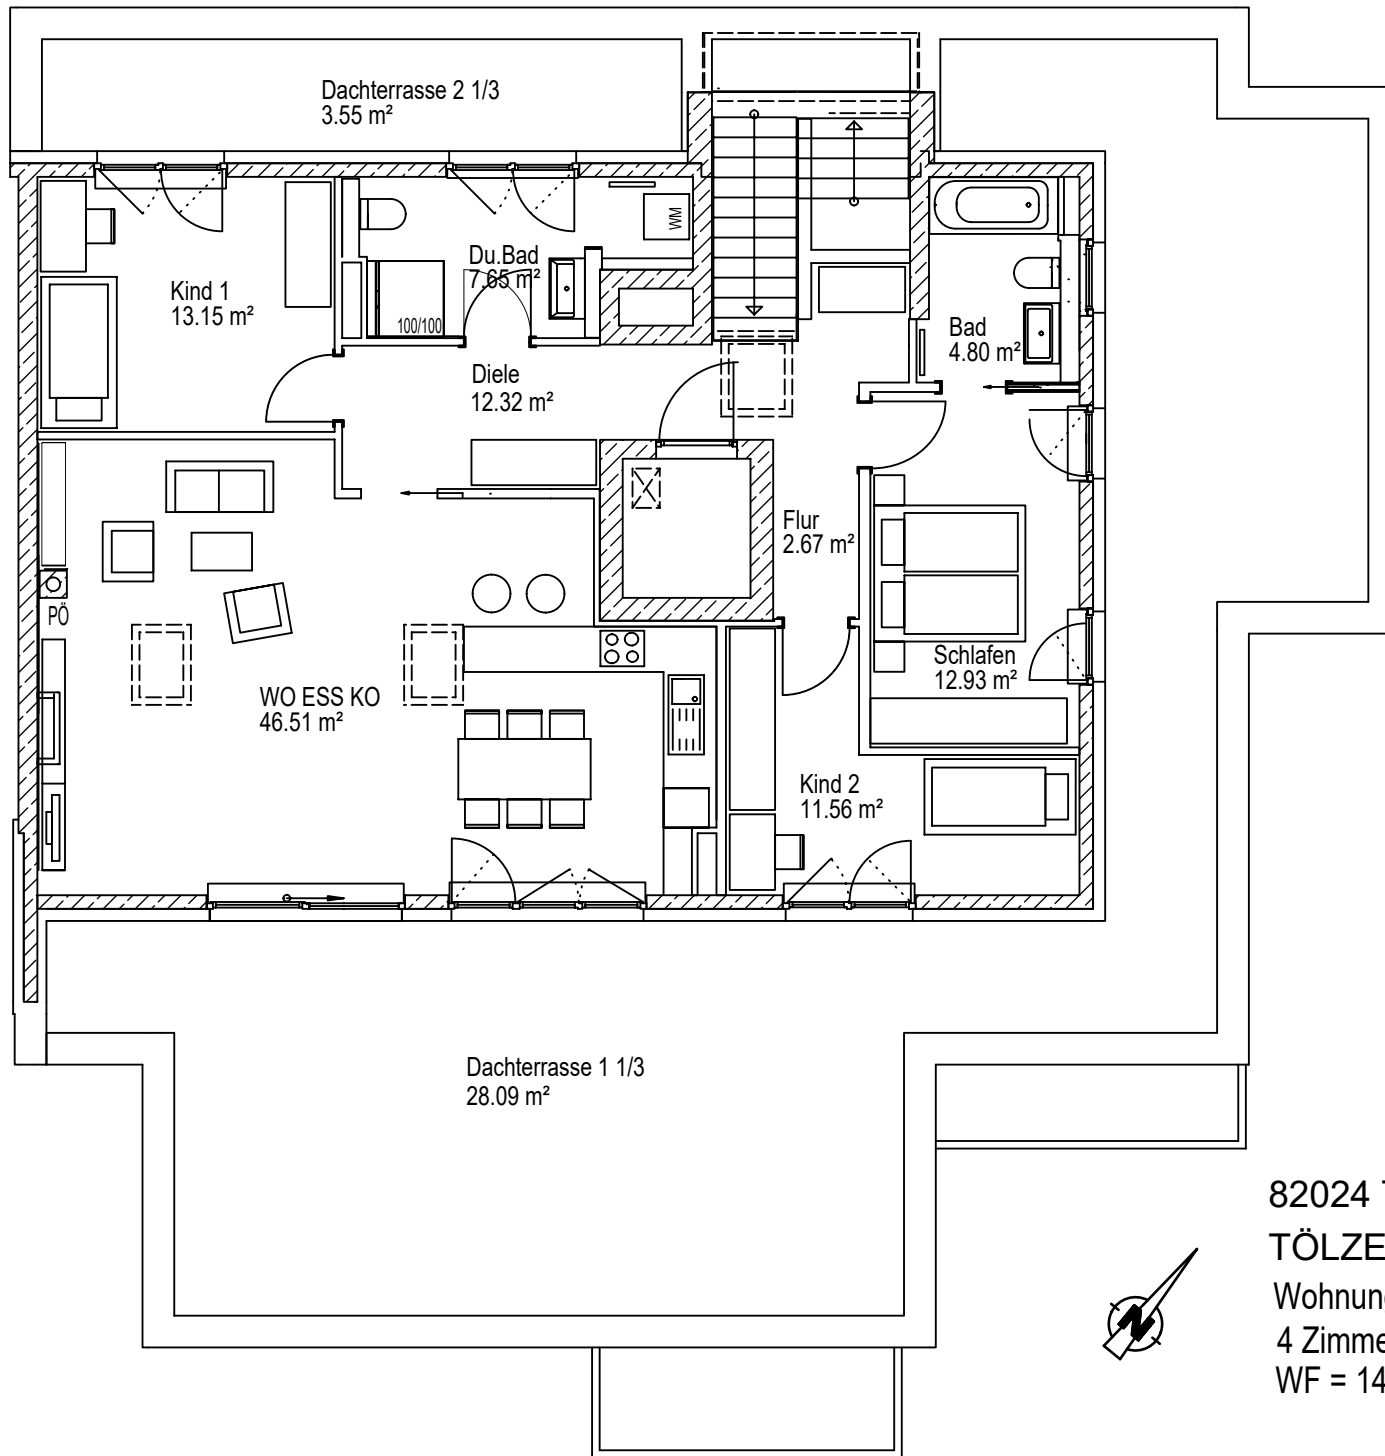 Dachterrasse 2 1/3
3.55 m²
WM
Du.Bad
7.65 m²
Kind 1
13.15 m²
100/100
Bad
4.80 m²
Diele
12.32 m²
Flur
2.67 m²
PÖ
Schlafen
12.93 m²
WO ESS KO
46.51 m²
Kind 2
11.56 m²
Dachterrasse 1 1/3
28.09 m²
82024
TÖLZE
Wohnun
4 Zimme
WF = 14
N